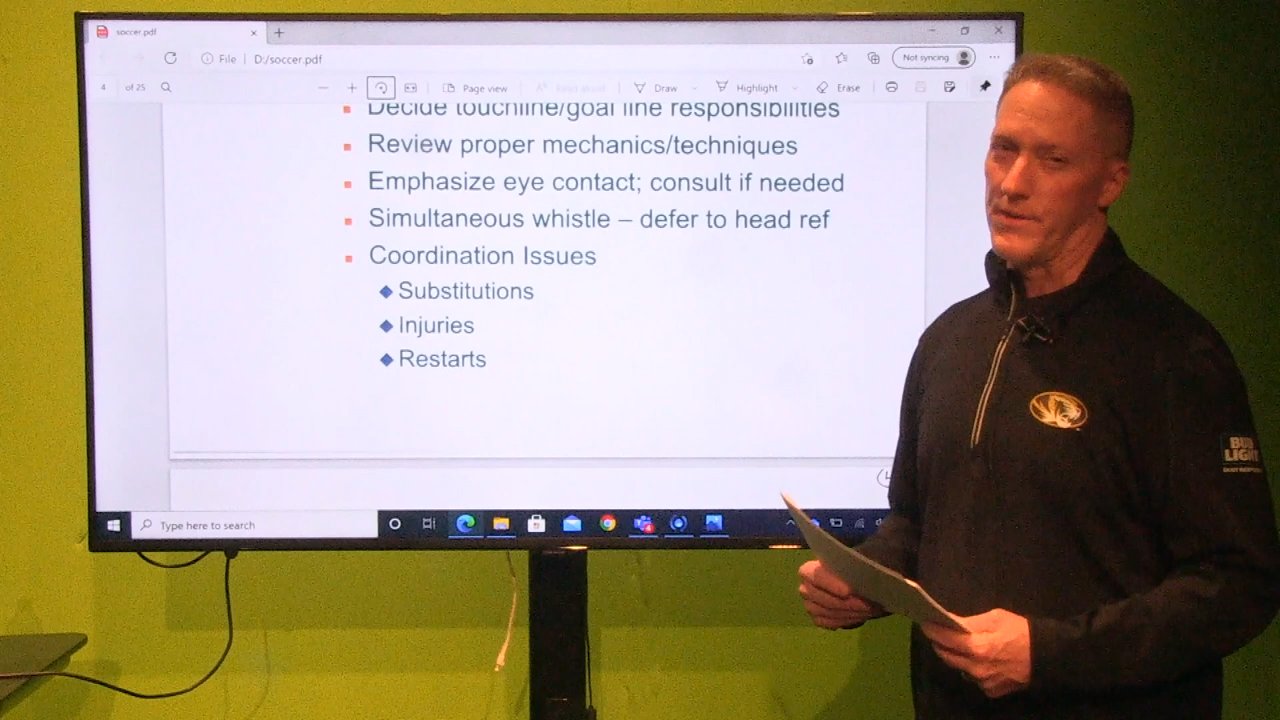 soccer.pdf
File D:/soccer.pdf Not syncing
4 of 25 Page view Read aloud Draw Highlight Erase
Decide touchline/goal line responsibilities
Review proper mechanics/techniques
Emphasize eye contact; consult if needed
Simultaneous whistle – defer to head ref
Coordination Issues
Substitutions
Injuries
Restarts
Type here to search
BUD
LIGHT